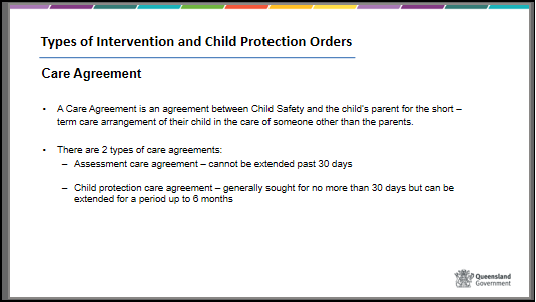 Types of Intervention and Child Protection Orders
Care Agreement
• A Care Agreement is an agreement between Child Safety and the child's parent for the short –
term care arrangement of their child in the care of someone other than the parents.
• There are 2 types of care agreements:
– Assessment care agreement – cannot be extended past 30 days
– Child protection care agreement – generally sought for no more than 30 days but can be
extended for a period up to 6 months
Queensland
Government